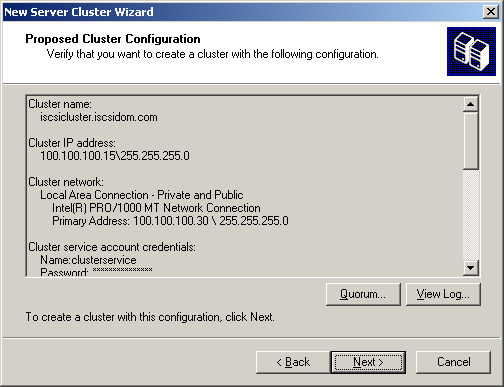 New Server Cluster Wizard
Proposed Cluster Configuration
Verify that you want to create a cluster with the following configuration.
Cluster name:
iscsicluster.iscsidom.com
Cluster IP address:
100.100.100.15\255.255.255.0
Cluster network:
Local Area Connection - Private and Public
Intel(R) PRO/1000 MT Network Connection
Primary Address: 100.100.100.30 \ 255.255.255.0
Cluster service account credentials:
Name:clusterservice
Password: **************
Quorum... View Log...
To create a cluster with this configuration, click Next.
< Back Next > Cancel